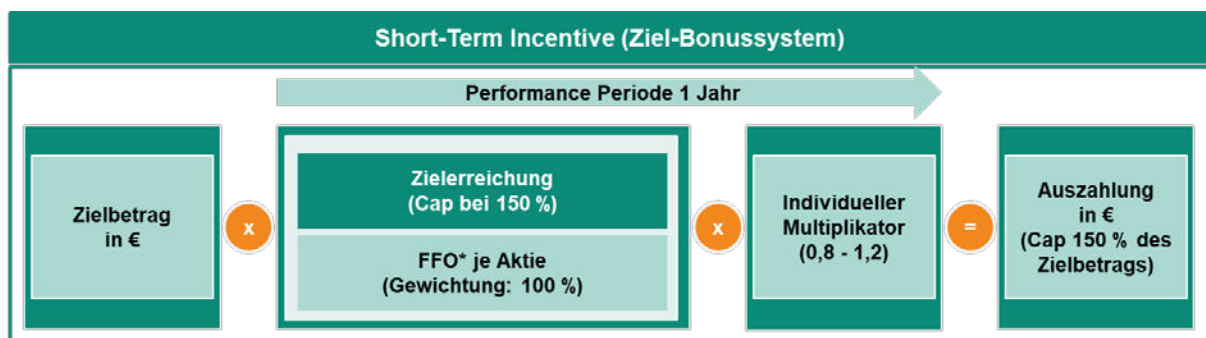 Short-Term Incentive (Ziel-Bonussystem)
Performance Periode 1 Jahr
Zielbetrag
in €
x
Zielerreichung
(Cap bei 150 %)
FFO* je Aktie
(Gewichtung: 100 %)
x
Individueller
Multiplikator
(0,8 - 1,2)
=
Auszahlung
in €
(Cap 150 % des
Zielbetrags)